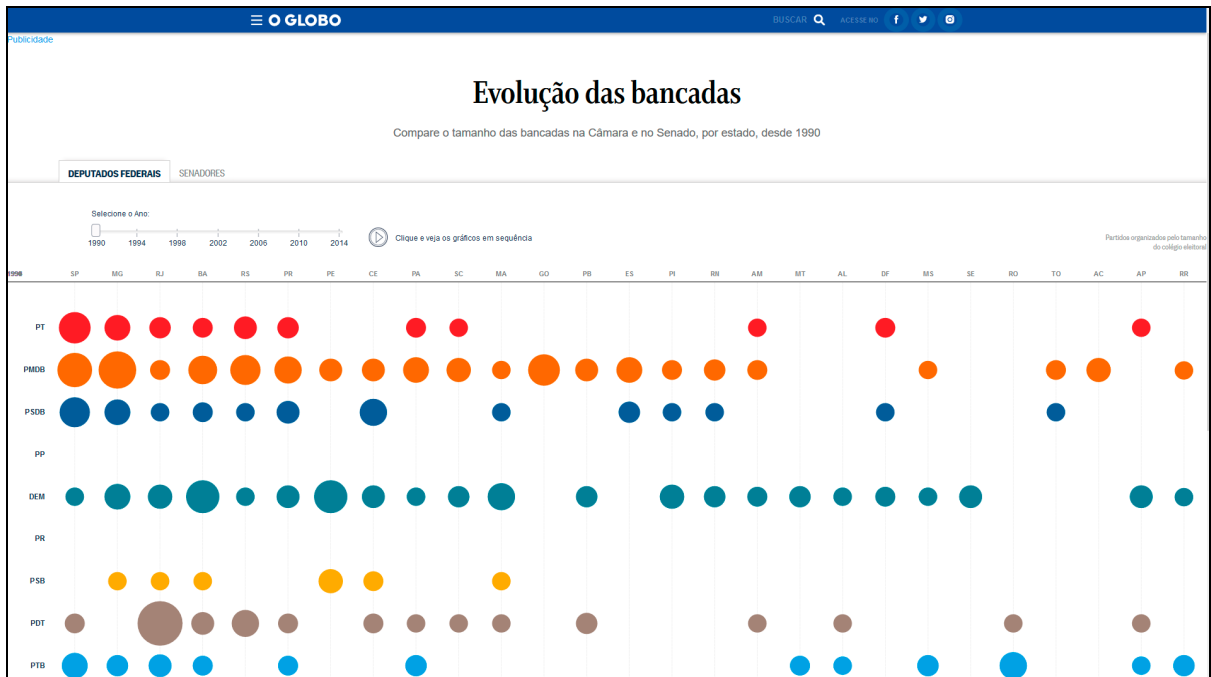 O GLOBO BUSCAR ACESSE NO
Publicidade
Evolução das bancadas
Compare o tamanho das bancadas na Câmara e no Senado, por estado, desde 1990
DEPUTADOS FEDERAIS SENADORES
Selecione o Ano:
1990 1994 1998 2002 2006 2010 2014
Clique e veja os gráficos em sequência
Partidos organizados pelo tamanho
do colégio eleitoral
1990 SP MG RJ BA RS PR PE CE PA SC MA GO PB ES PI RN AM MT AL DF MS SE RO TO AC AP RR
PT
PMDB
PSDB
PP
DEM
PR
PSB
PDT
PTB